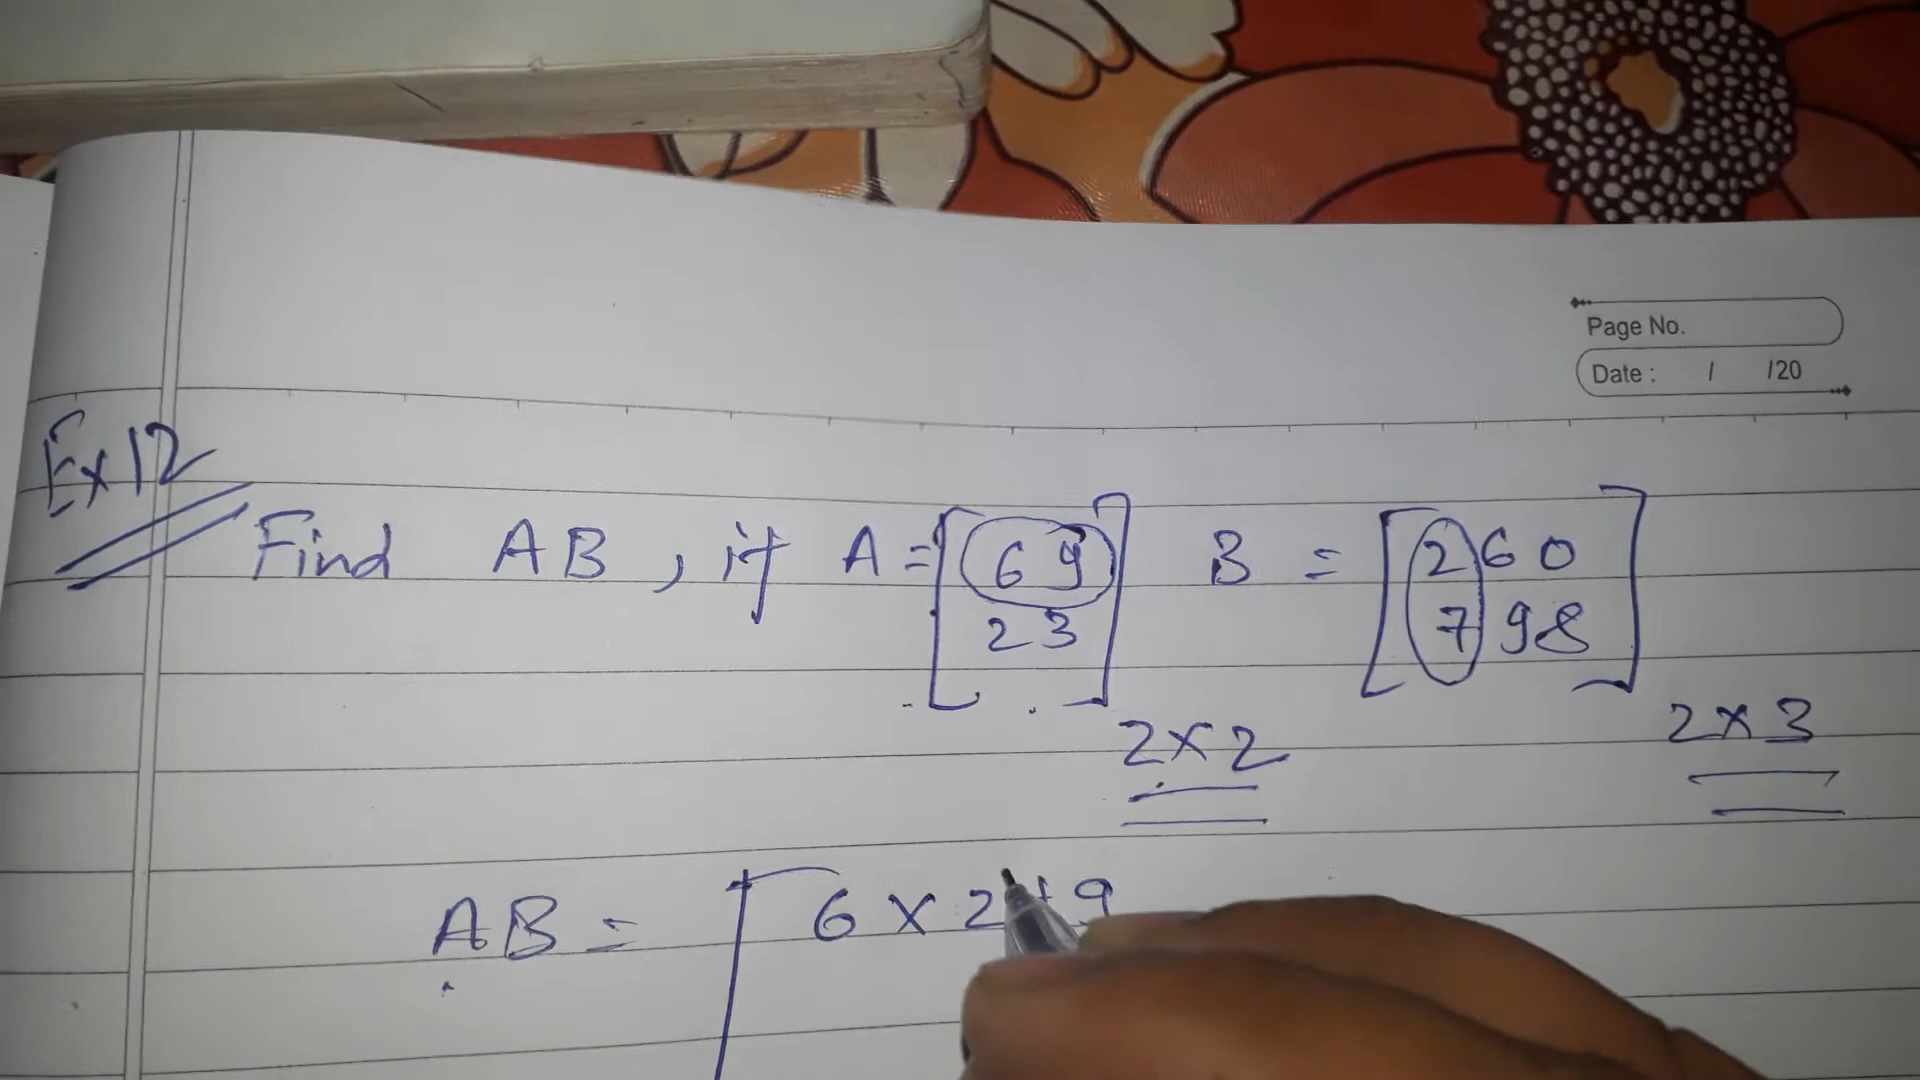 Page No.
Date : / /20
Ex 12
Find AB, if A = [6 9 B = [2 6 0
2 3] 7 9 8]
2×2 2×3
AB = [6 × 2 + 9